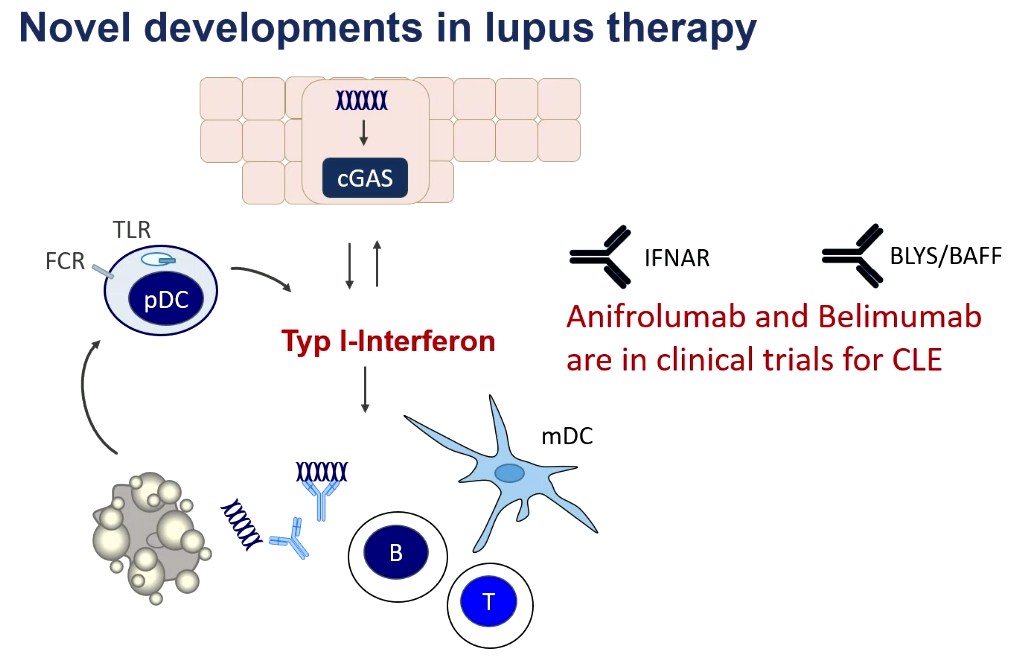 Novel developments in lupus therapy
cGAS
TLR
FCR
pDC
IFNAR
BLYS/BAFF
Typ I-Interferon
Anifrolumab and Belimumab
are in clinical trials for CLE
mDC
B
T